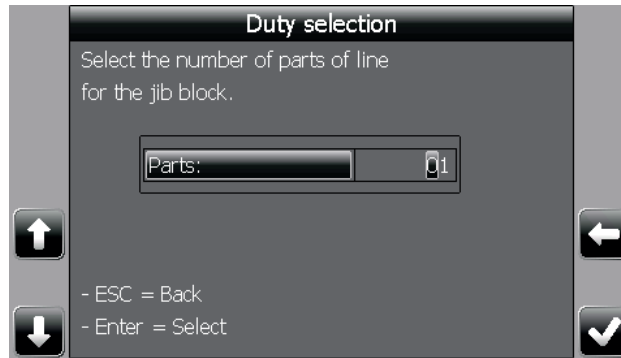 Duty selection
Select the number of parts of line
for the jib block.
Parts: 01
- ESC = Back
- Enter = Select